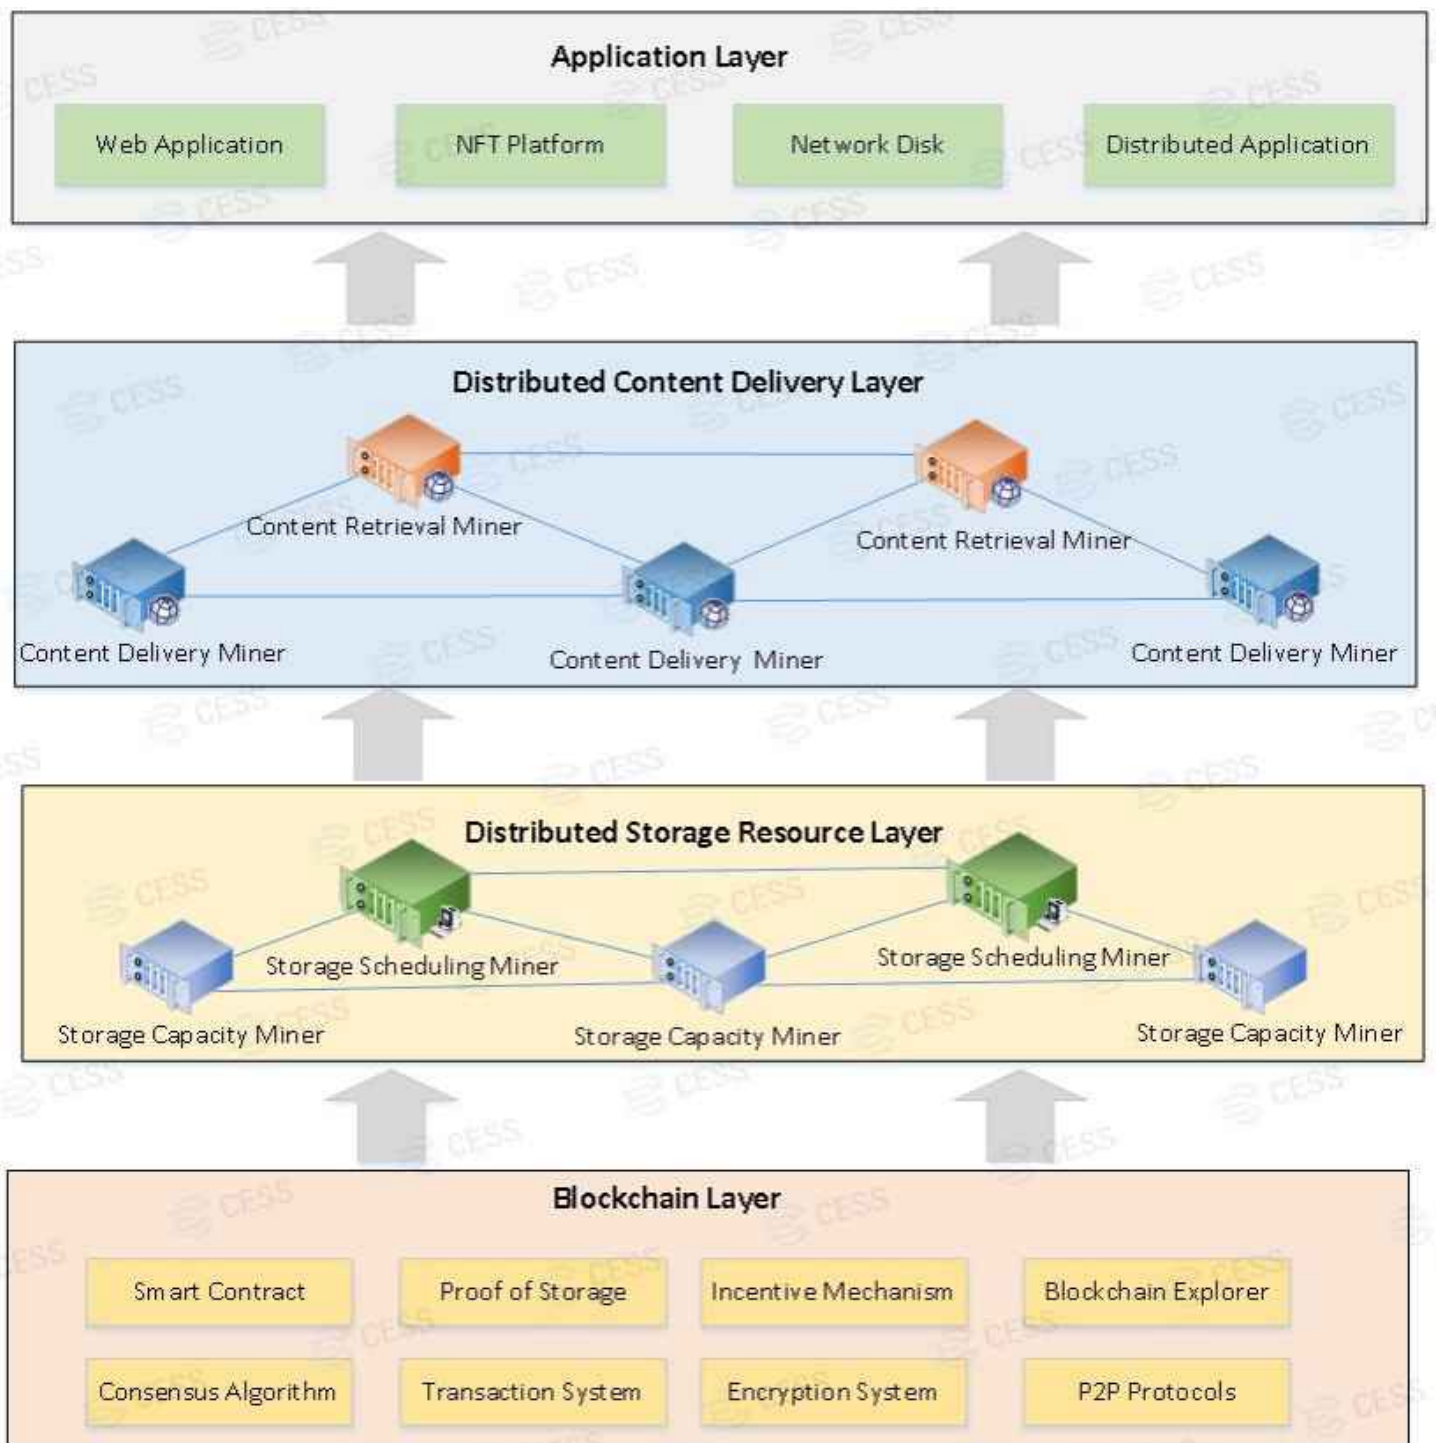 Application Layer
Web Application
NFT Platform
Network Disk
Distributed Application
Distributed Content Delivery Layer
Content Retrieval Miner
Content Retrieval Miner
Content Delivery Miner
Content Delivery Miner
Content Delivery Miner
Distributed Storage Resource Layer
Storage Scheduling Miner
Storage Scheduling Miner
Storage Capacity Miner
Storage Capacity Miner
Storage Capacity Miner
Blockchain Layer
Smart Contract
Proof of Storage
Incentive Mechanism
Blockchain Explorer
Consensus Algorithm
Transaction System
Encryption System
P2P Protocols
CESS